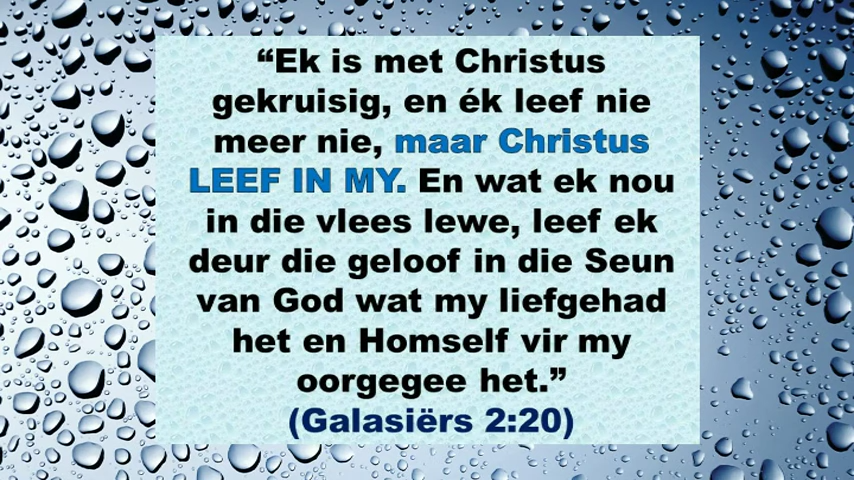 “Ek is met Christus
gekruisig, en ék leef nie
meer nie, maar Christus
LEEF IN MY. En wat ek nou
in die vlees lewe, leef ek
deur die geloof in die Seun
van God wat my liefgehad
het en Homself vir my
oorgegee het.”
(Galasiërs 2:20)